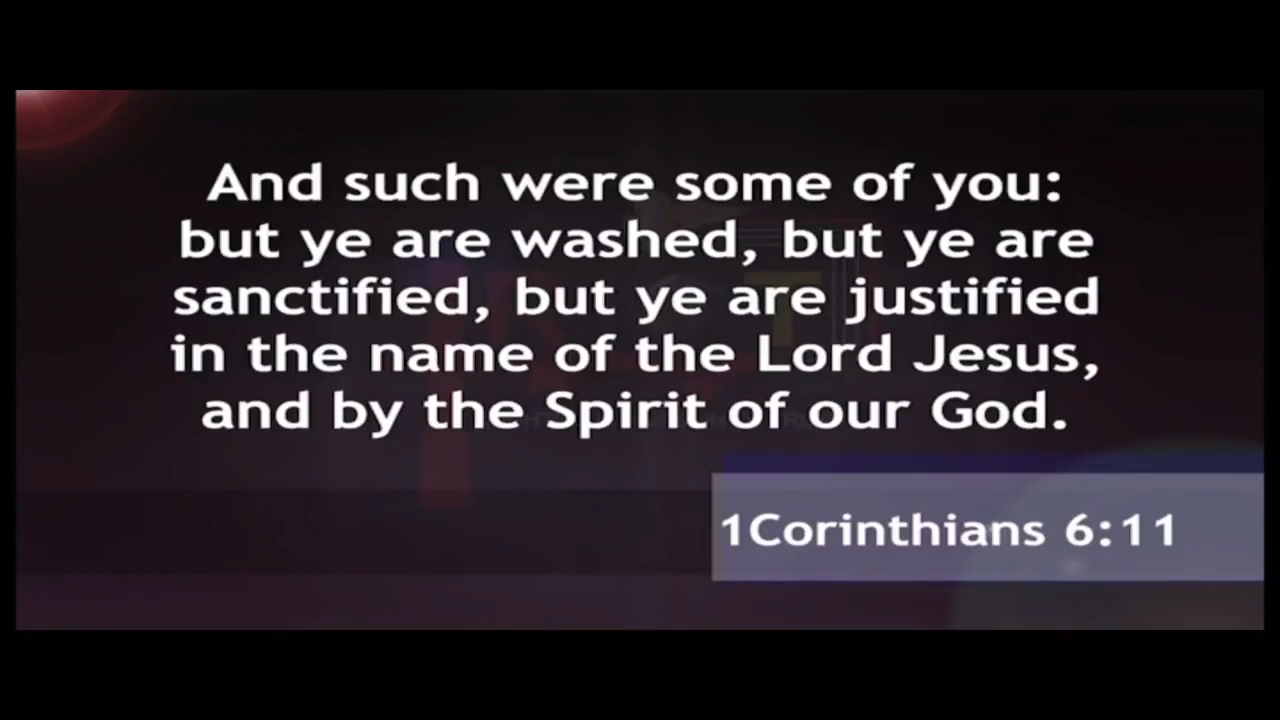 And such were some of you:
but ye are washed, but ye are
sanctified, but ye are justified
in the name of the Lord Jesus,
and by the Spirit of our God.
1Corinthians 6:11